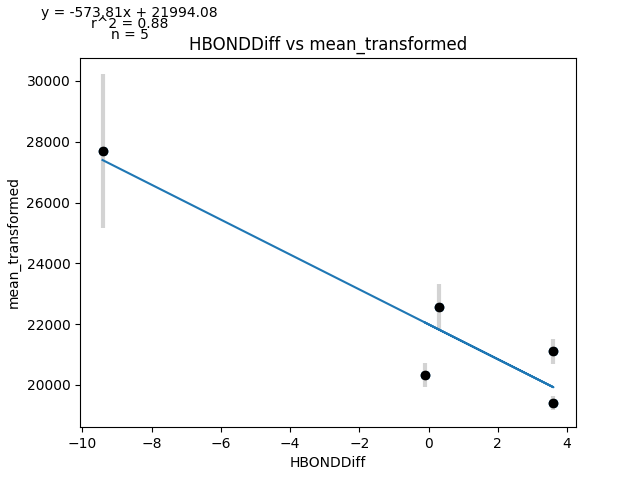 y = -573.81x + 21994.08
r^2 = 0.88
n = 5
HBONDDiff vs mean_transformed
30000
28000
26000
24000
22000
20000
mean_transformed
−10
−8
−6
−4
−2
0
2
4
HBONDDiff